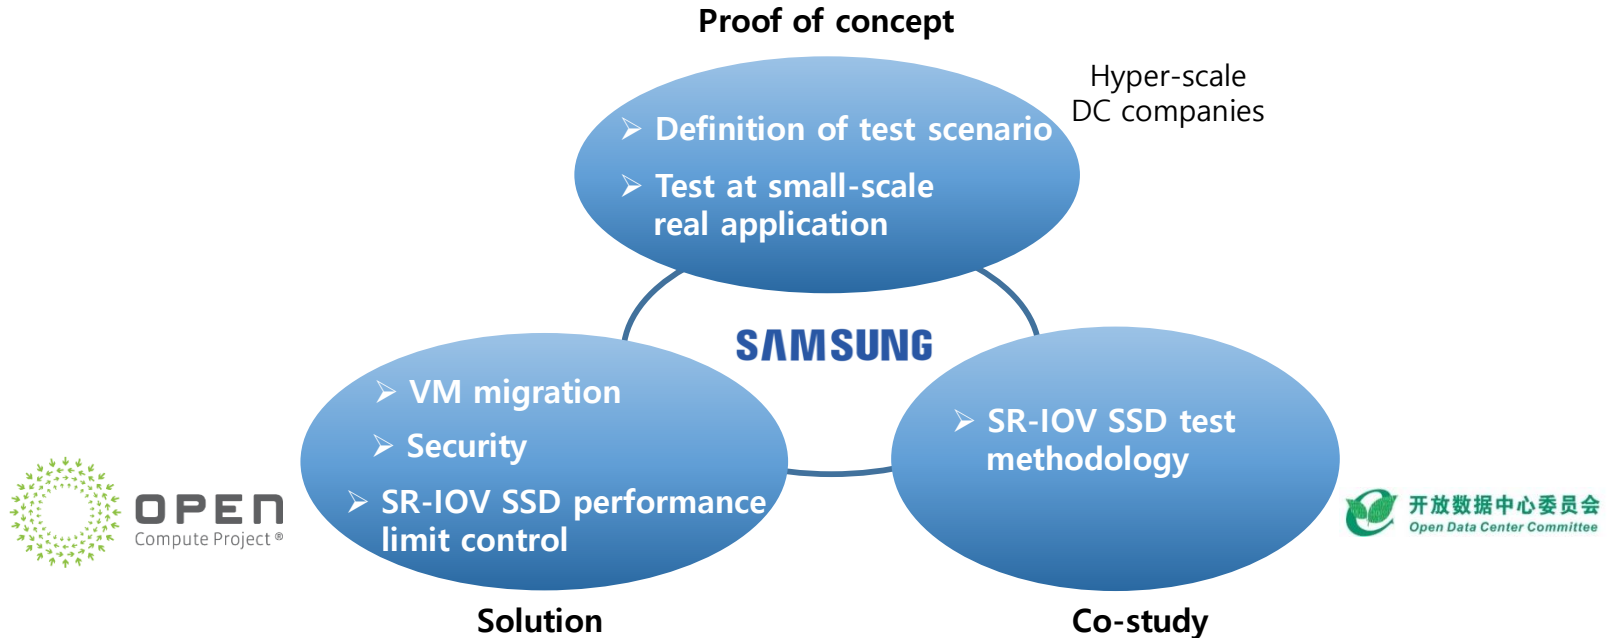 Proof of concept
Hyper-scale
DC companies
➢ Definition of test scenario
➢ Test at small-scale
real application
SAMSUNG
➢ VM migration
➢ Security
➢ SR-IOV SSD performance
limit control
➢ SR-IOV SSD test
methodology
OPEN
Compute Project ®
开放数据中心委员会
Open Data Center Committee
Solution
Co-study